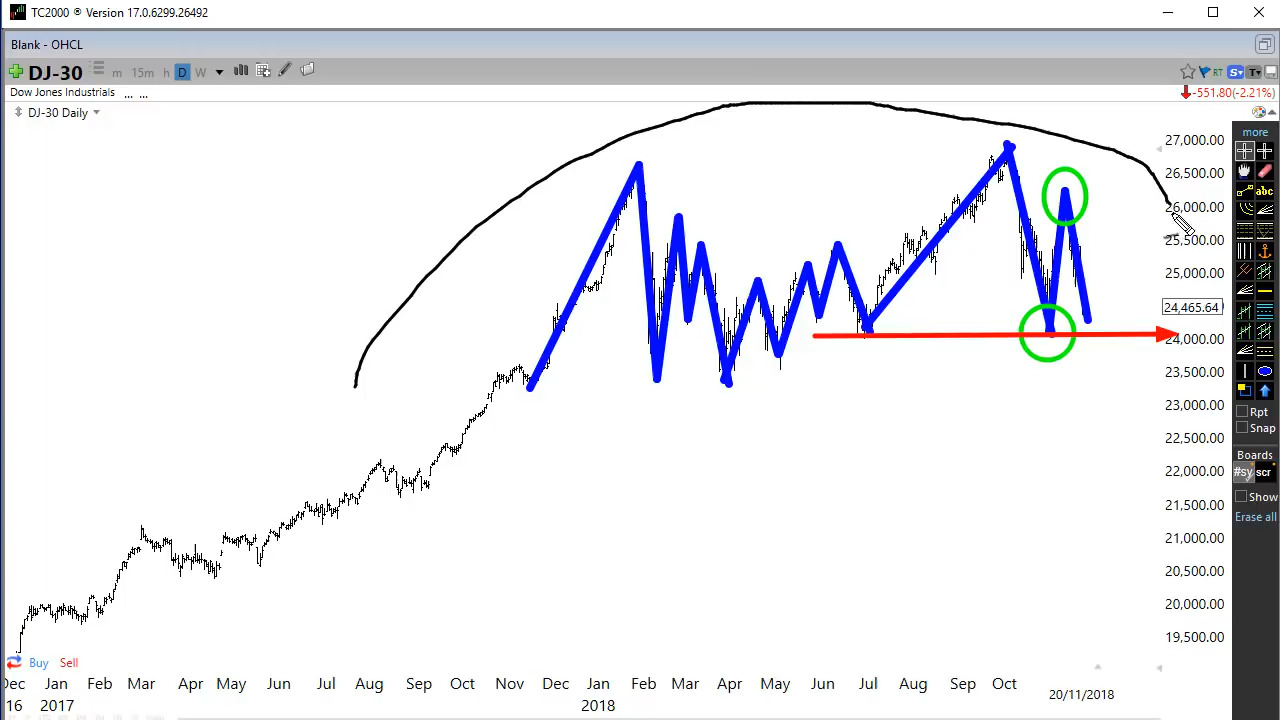 TC2000 ® Version 17.0.6299.26492
Blank - OHCL
DJ-30 m 15m h D W RT S T
Dow Jones Industrials ... ... -551.80(-2.21%)
DJ-30 Daily
more
27,000.00
26,500.00
abc
26,000.00
25,500.00
25,000.00
24,465.64
24,000.00
23,500.00
23,000.00
22,500.00
22,000.00
21,500.00
21,000.00
20,500.00
20,000.00
19,500.00
Rpt
Snap
Boards
#sy scr
Show
Erase all
Buy Sell
Dec Jan Feb Mar Apr May Jun Jul Aug Sep Oct Nov Dec Jan Feb Mar Apr May Jun Jul Aug Sep Oct 20/11/2018
16 2017 2018